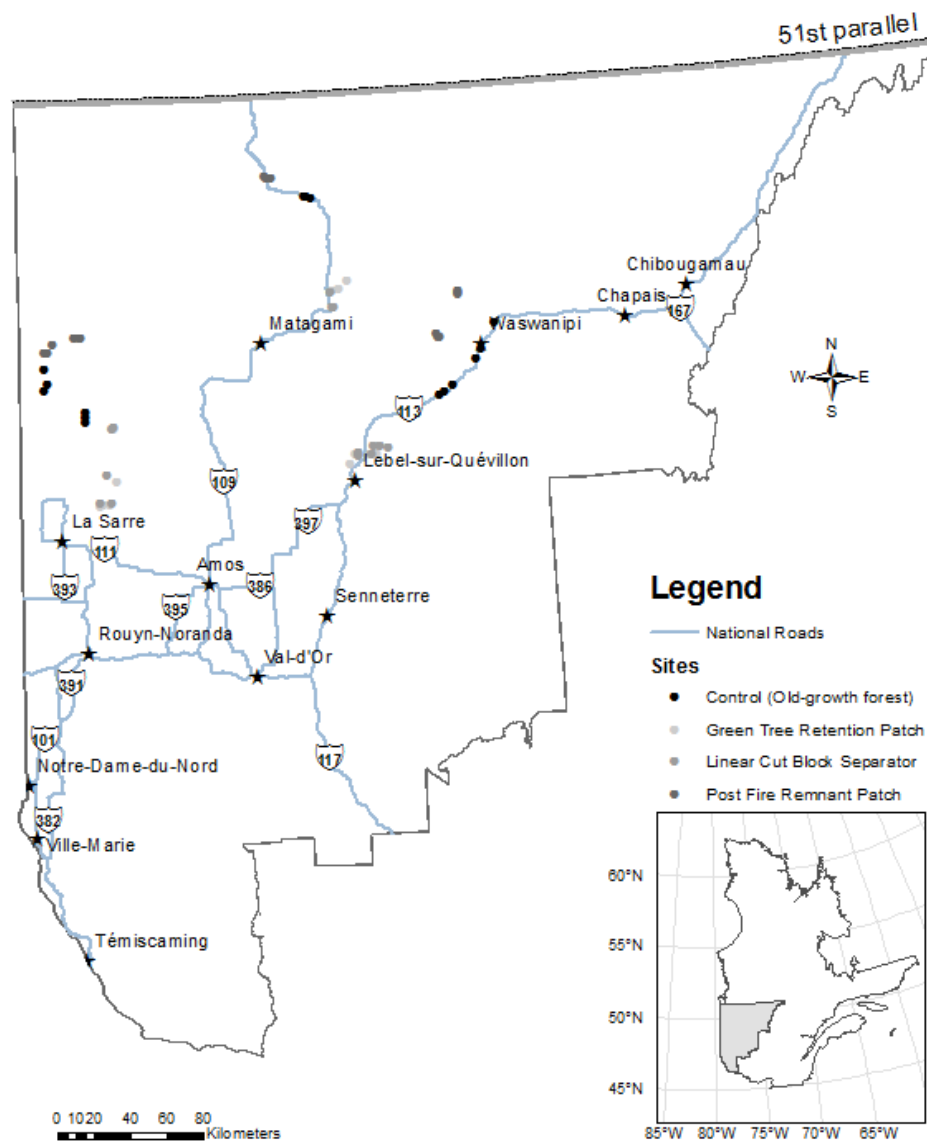 51st parallel
Chibougamau
Chapais
167
Waswanipi
Matagami
N
W E
S
113
Lebel-sur-Quévillon
109
397
La Sarre
111
Amos
393
386
395
Senneterre
Rouyn-Noranda
Val-d'Or
391
101
117
Notre-Dame-du-Nord
382
Ville-Marie
Témiscaming
Legend
National Roads
Sites
Control (Old-growth forest)
Green Tree Retention Patch
Linear Cut Block Separator
Post Fire Remnant Patch
60°N
55°N
50°N
45°N
85°W 80°W 75°W 70°W 65°W
0 10 20 40 60 80
Kilometers